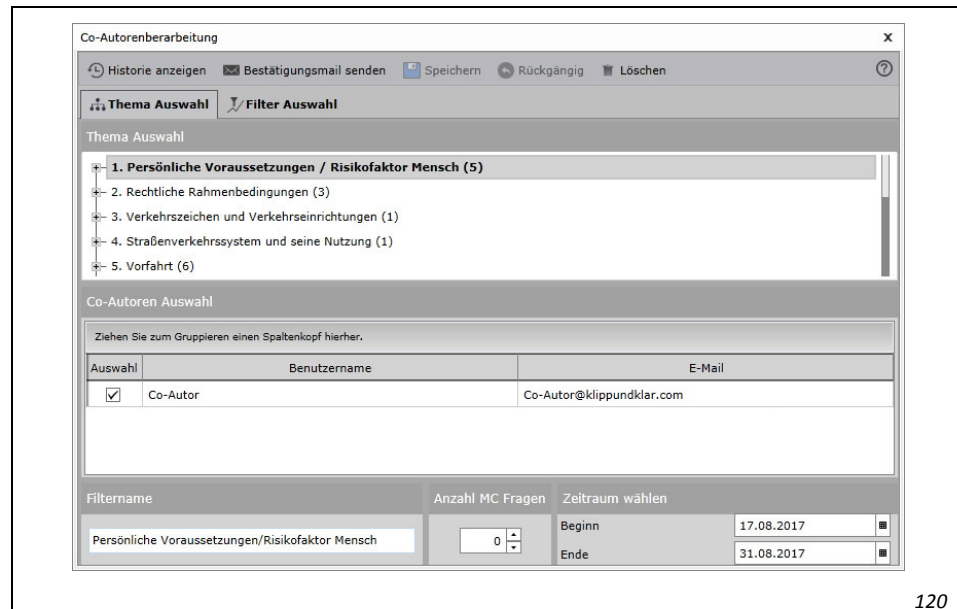 Co-Autorenberarbeitung x
Historie anzeigen Bestätigungsmail senden Speichern Rückgängig Löschen ?
Thema Auswahl Filter Auswahl
Thema Auswahl
1. Persönliche Voraussetzungen / Risikofaktor Mensch (5)
2. Rechtliche Rahmenbedingungen (3)
3. Verkehrszeichen und Verkehrseinrichtungen (1)
4. Straßenverkehrssystem und seine Nutzung (1)
5. Vorfahrt (6)
Co-Autoren Auswahl
Ziehen Sie zum Gruppieren einen Spaltenkopf hierher.
Auswahl Benutzername E-Mail
Co-Autor Co-Autor@klippundklar.com
Filtername Anzahl MC Fragen Zeitraum wählen
Persönliche Voraussetzungen/Risikofaktor Mensch 0 Beginn 17.08.2017
Ende 31.08.2017
120